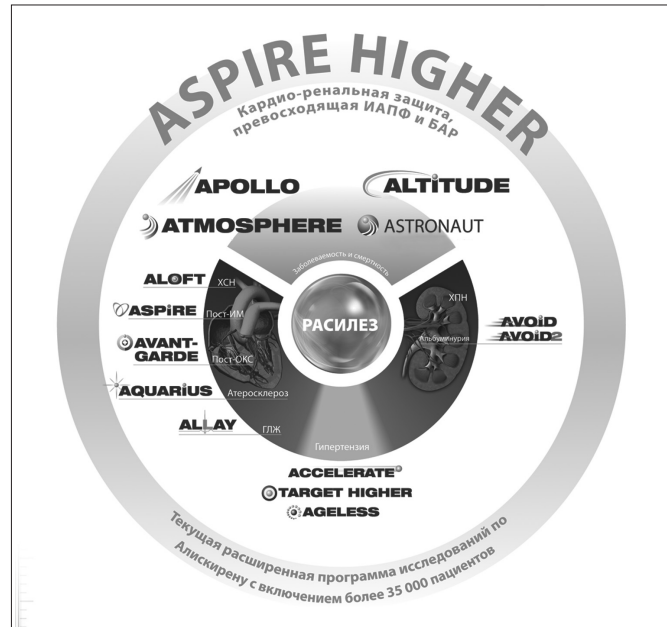 ASPIRE HIGHER
Кардио-ренальная защита,
превосходящая ИАПФ и БАР
APOLLO
ALTiTUDE
ATMOSPHERE
ASTRONAUT
Заболеваемость и смертность
ALOFT
ХСН
ASPiRE
Пост-ИМ
AVANT-
GARDE
Пост-ОКС
AQUARiUS
Атеросклероз
ALLAY
ГЛЖ
РАСИЛЕЗ
ХПН
Альбуминурия
AVOiD
AVOiD2
Гипертензия
ACCELERATE
TARGET HIGHER
AGELESS
Текущая расширенная программа исследований по
Алискирену с включением более 35 000 пациентов